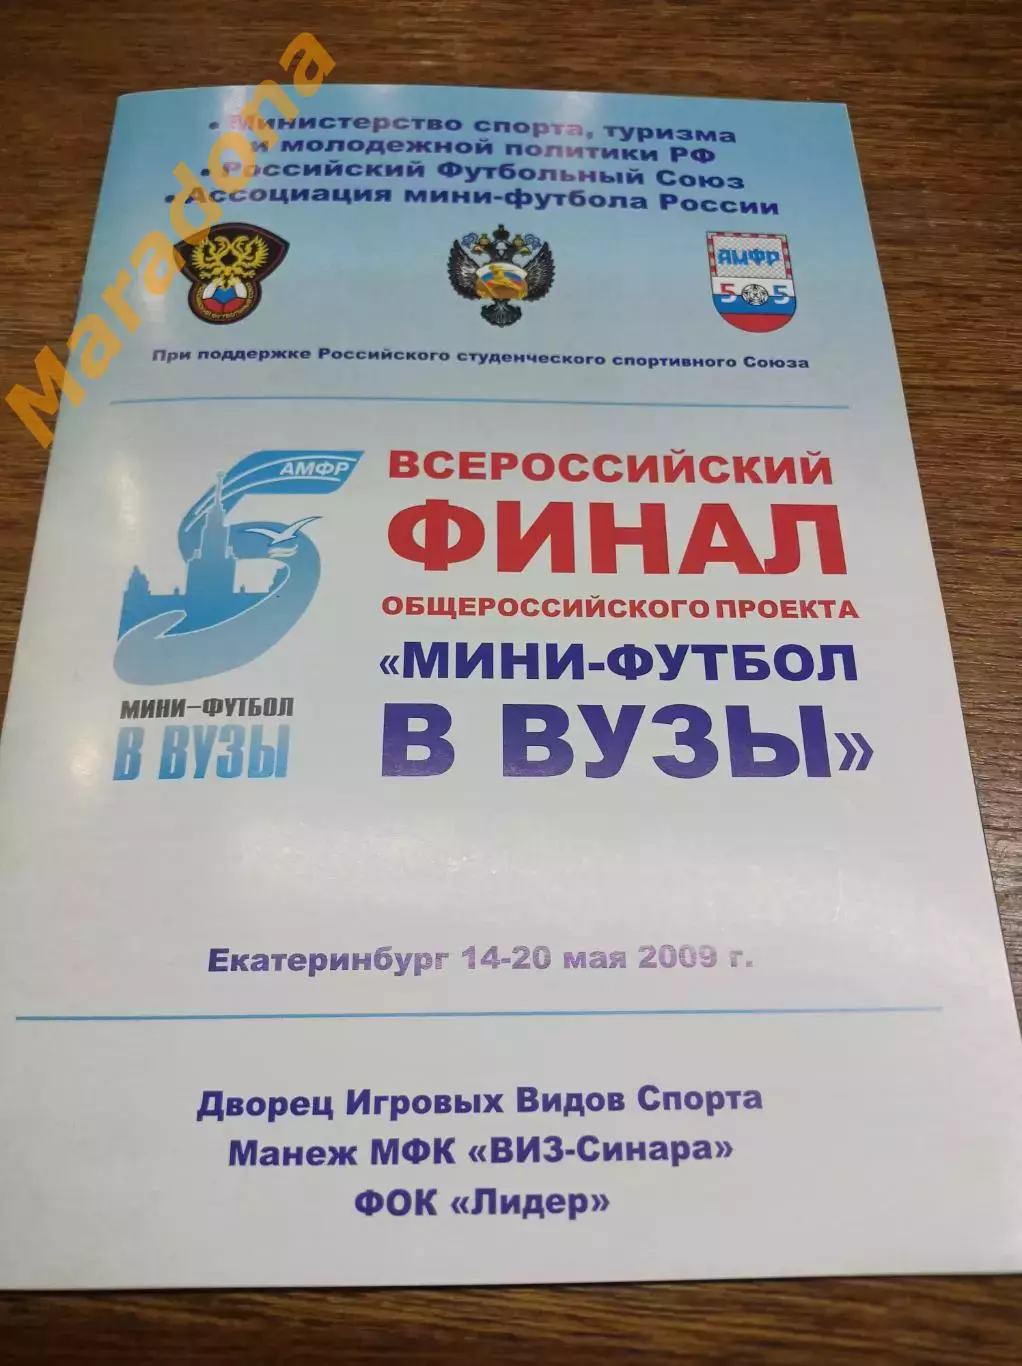 • Министерство спорта, туризма
и молодежной политики РФ
• Российский Футбольный Союз
• Ассоциация мини-футбола России
АМФР
5 5
При поддержке Российского студенческого спортивного Союза
АМФР
МИНИ-ФУТБОЛ
В ВУЗЫ
ВСЕРОССИЙСКИЙ
ФИНАЛ
ОБЩЕРОССИЙСКОГО ПРОЕКТА
«МИНИ-ФУТБОЛ
В ВУЗЫ»
Екатеринбург 14-20 мая 2009 г.
Дворец Игровых Видов Спорта
Манеж МФК «ВИЗ-Синара»
ФОК «Лидер»
Maradona